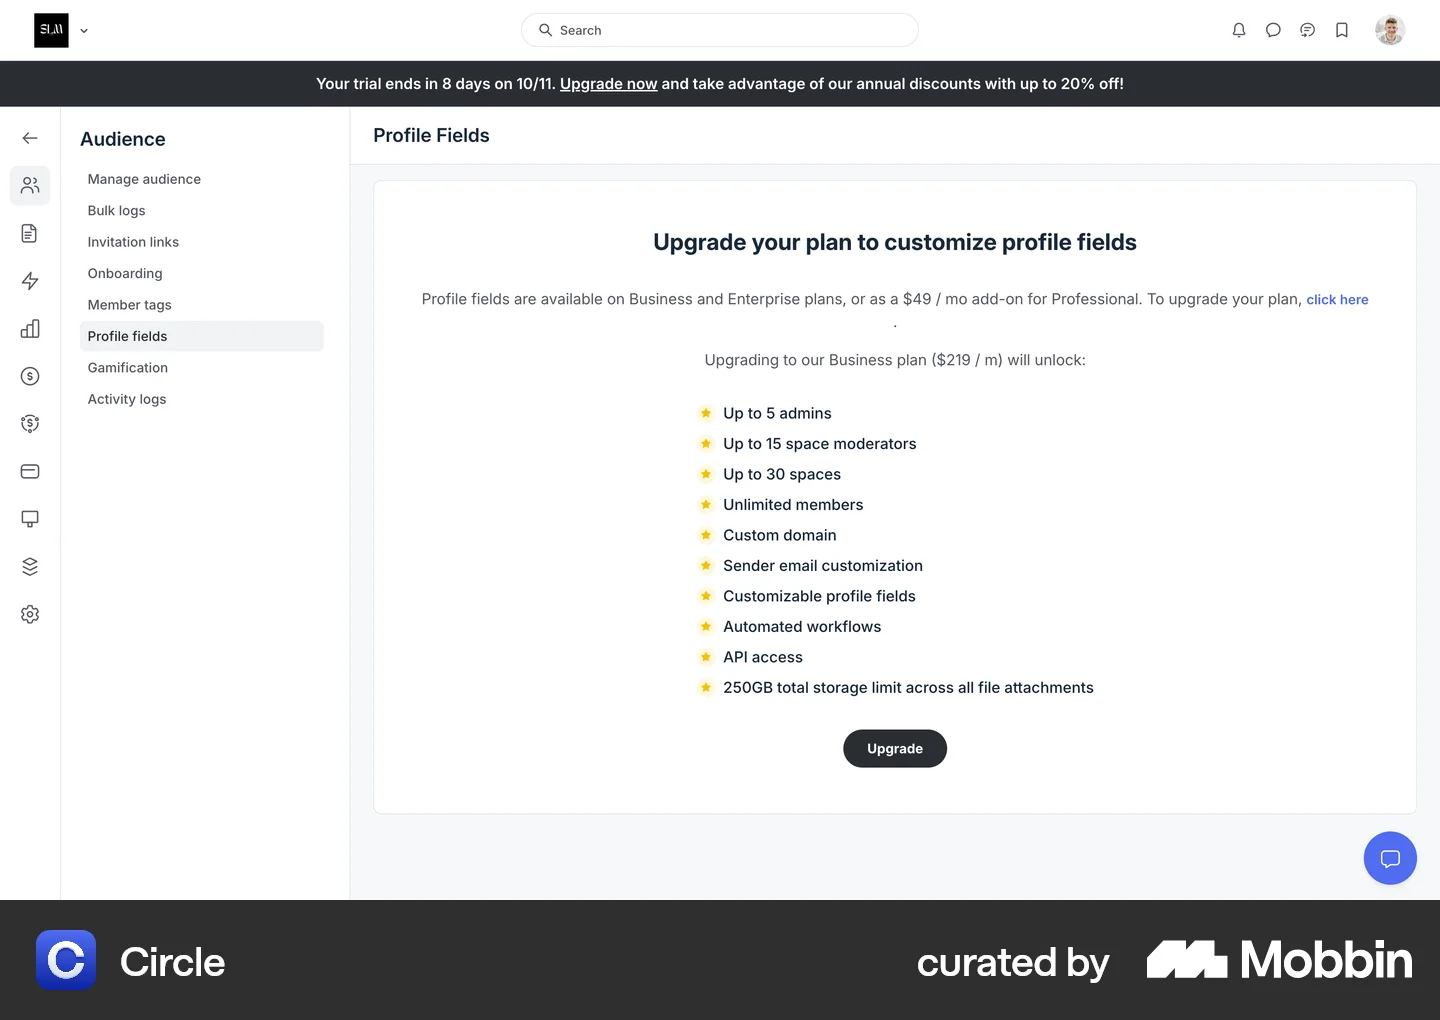 SLM
Search
Your trial ends in 8 days on 10/11. Upgrade now and take advantage of our annual discounts with up to 20% off!
Audience
Manage audience
Bulk logs
Invitation links
Onboarding
Member tags
Profile fields
Gamification
Activity logs
Profile Fields
Upgrade your plan to customize profile fields
Profile fields are available on Business and Enterprise plans, or as a $49 / mo add-on for Professional. To upgrade your plan, click here
.
Upgrading to our Business plan ($219 / m) will unlock:
Up to 5 admins
Up to 15 space moderators
Up to 30 spaces
Unlimited members
Custom domain
Sender email customization
Customizable profile fields
Automated workflows
API access
250GB total storage limit across all file attachments
Upgrade
C Circle
curated by Mobbin